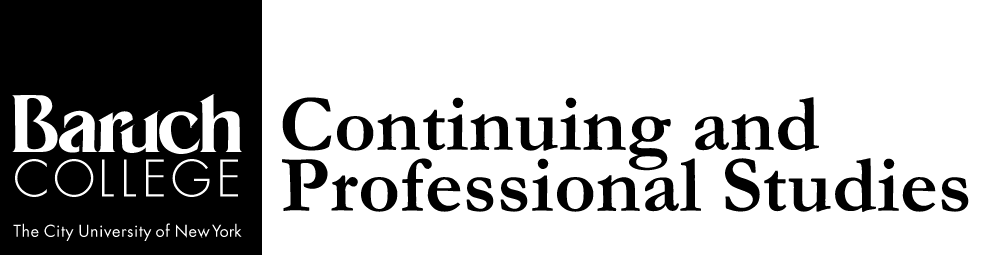 Baruch
COLLEGE
The City University of New York
Continuing and
Professional Studies